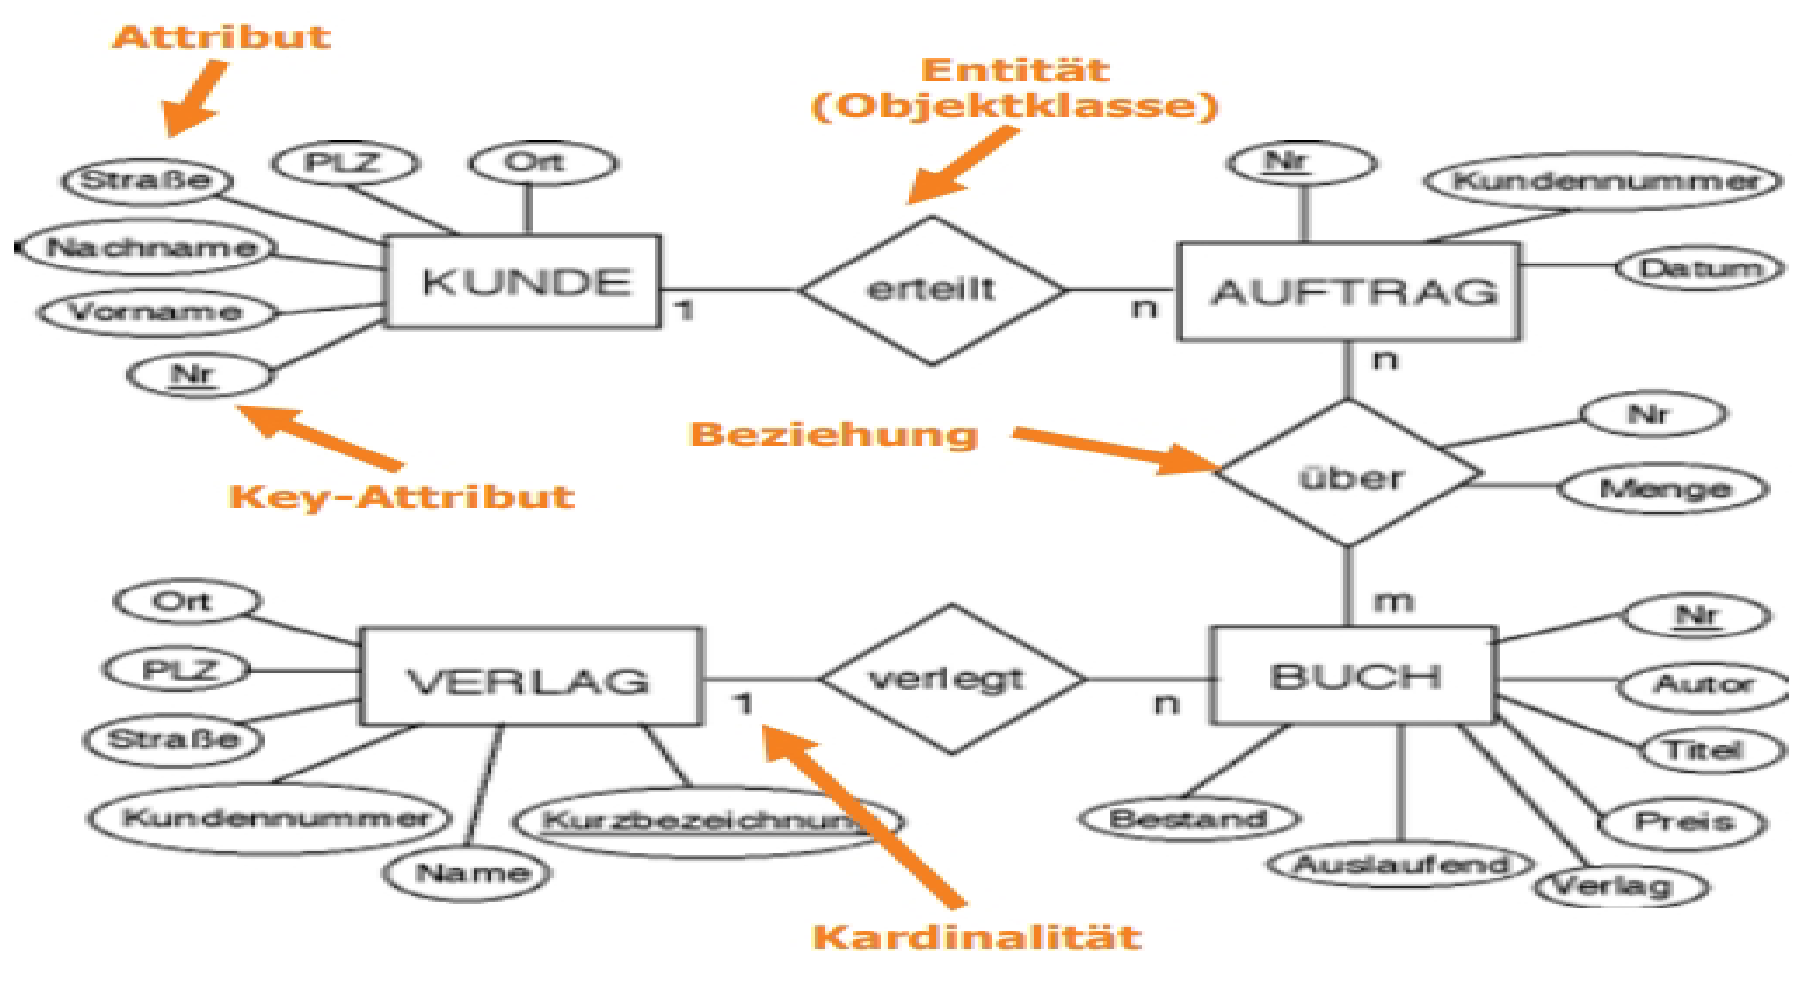 Attribut
Entität
(Objektklasse)
Straße
PLZ
Ort
Nr
Kundennummer
Nachname
Datum
KUNDE
1
erteilt
n
AUFTRAG
Vorname
Nr
n
Key-Attribut
Beziehung
über
Nr
Menge
m
Ort
PLZ
Straße
VERLAG
1
verlegt
n
BUCH
Nr
Autor
Titel
Preis
Verlag
Auslaufend
Bestand
Kundennummer
Name
Kurzbezeichnung
Kardinalität